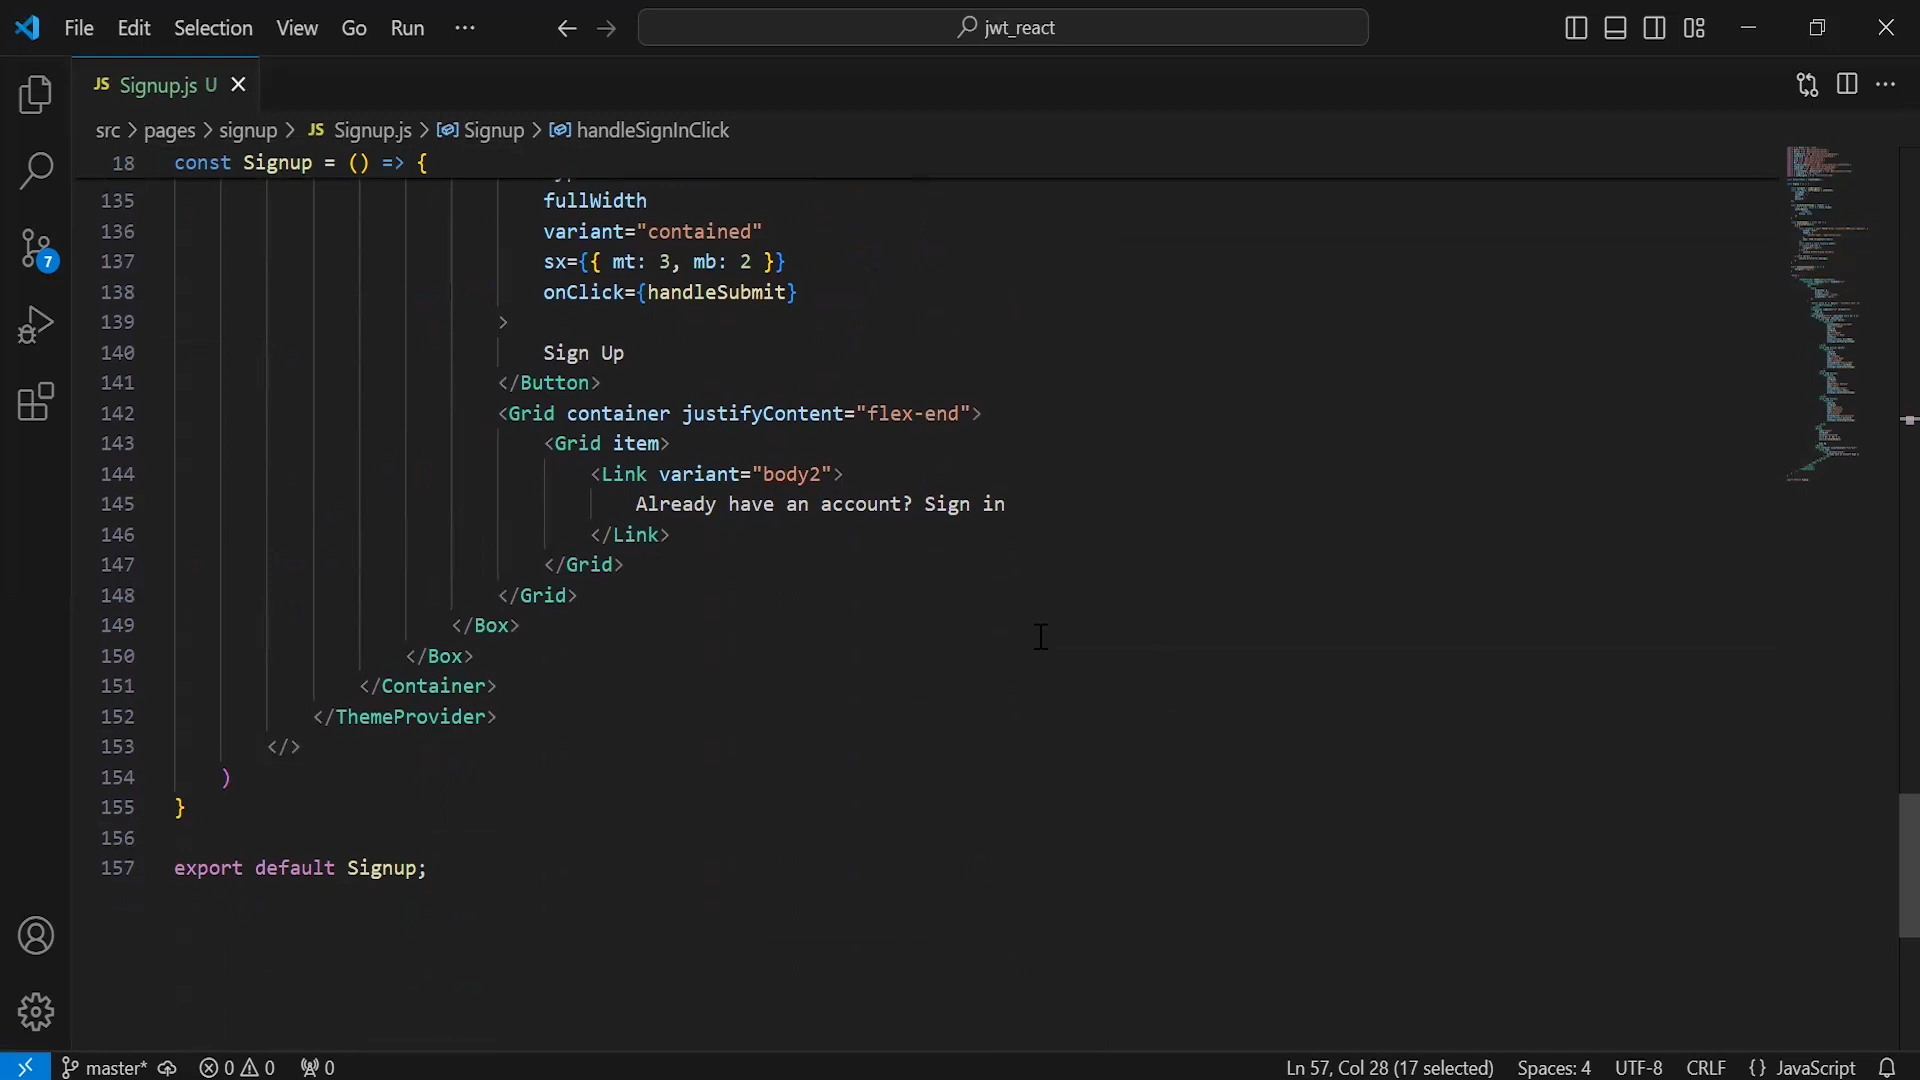 File Edit Selection View Go Run ···
jwt_react
JS Signup.js U
src > pages > signup > JS Signup.js > Signup > handleSignInClick
18 const Signup = () => {
135 fullWidth
136 variant="contained"
137 sx={{ mt: 3, mb: 2 }}
138 onClick={handleSubmit}
139 >
140 Sign Up
141 </Button>
142 <Grid container justifyContent="flex-end">
143 <Grid item>
144 <Link variant="body2">
145 Already have an account? Sign in
146 </Link>
147 </Grid>
148 </Grid>
149 </Box>
150 </Box>
151 </Container>
152 </ThemeProvider>
153 </>
154 )
155 }
156
157 export default Signup;
7
master* 0 0 0 Ln 57, Col 28 (17 selected) Spaces: 4 UTF-8 CRLF {} JavaScript